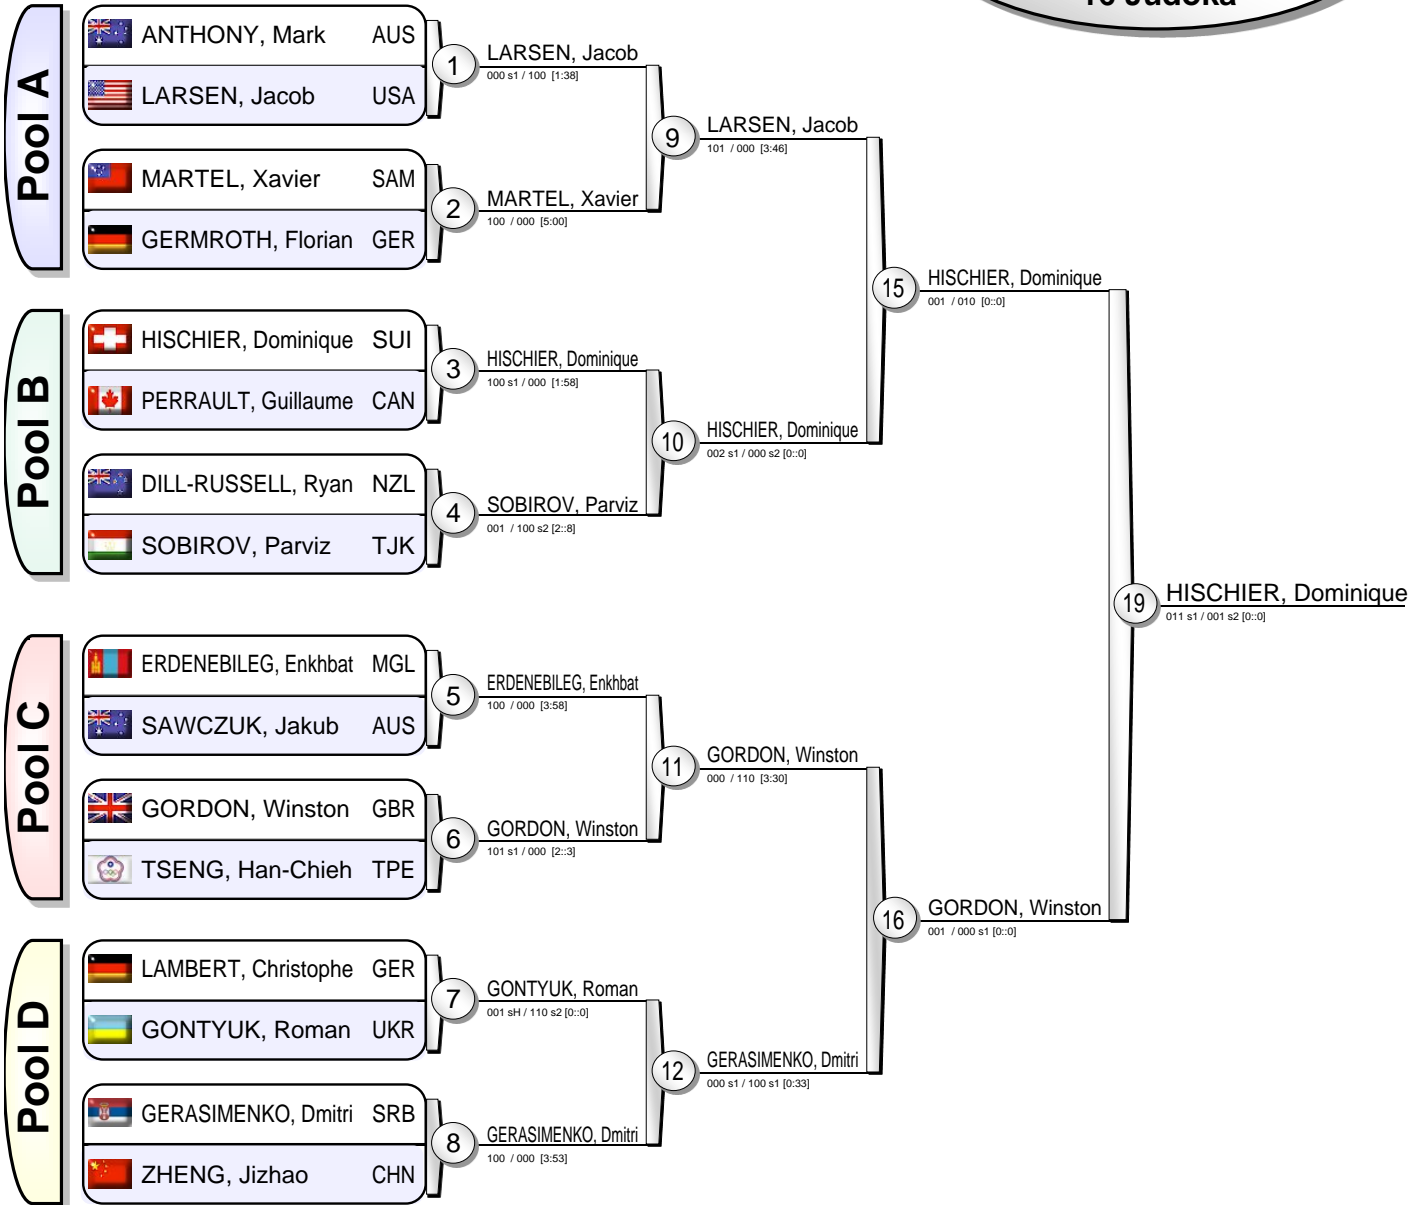 16 Judoka
Pool A
ANTHONY, Mark AUS
LARSEN, Jacob USA
MARTEL, Xavier SAM
GERMROTH, Florian GER
Pool B
HISCHIER, Dominique SUI
PERRAULT, Guillaume CAN
DILL-RUSSELL, Ryan NZL
SOBIROV, Parviz TJK
Pool C
ERDENEBILEG, Enkhbat MGL
SAWCZUK, Jakub AUS
GORDON, Winston GBR
TSENG, Han-Chieh TPE
Pool D
LAMBERT, Christophe GER
GONTYUK, Roman UKR
GERASIMENKO, Dmitri SRB
ZHENG, Jizhao CHN
1
LARSEN, Jacob
000 s1 / 100 [1:38]
2
MARTEL, Xavier
100 / 000 [5:00]
3
HISCHIER, Dominique
100 s1 / 000 [1:58]
4
SOBIROV, Parviz
001 / 100 s2 [2::8]
5
ERDENEBILEG, Enkhbat
100 / 000 [3:58]
6
GORDON, Winston
101 s1 / 000 [2::3]
7
GONTYUK, Roman
001 sH / 110 s2 [0::0]
8
GERASIMENKO, Dmitri
100 / 000 [3:53]
9
LARSEN, Jacob
101 / 000 [3:46]
10
HISCHIER, Dominique
002 s1 / 000 s2 [0::0]
11
GORDON, Winston
000 / 110 [3:30]
12
GERASIMENKO, Dmitri
000 s1 / 100 s1 [0:33]
15
HISCHIER, Dominique
001 / 010 [0::0]
16
GORDON, Winston
001 / 000 s1 [0::0]
19
HISCHIER, Dominique
011 s1 / 001 s2 [0::0]